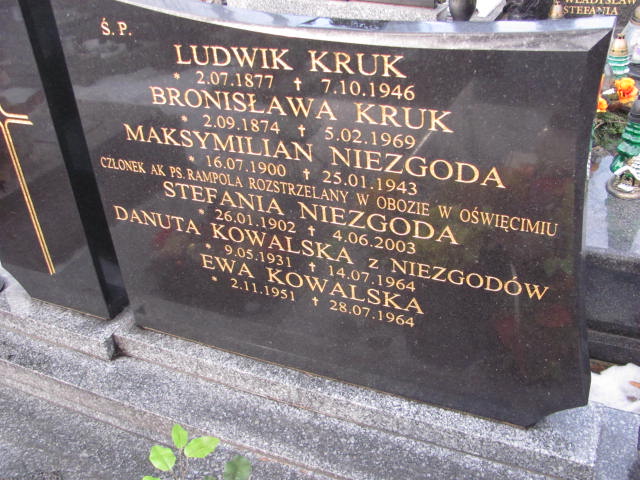 Ś. P.
LUDWIK KRUK
* 2.07.1877 † 7.10.1946
BRONISŁAWA KRUK
* 2.09.1874 † 5.02.1969
MAKSYMILIAN NIEZGODA
* 16.07.1900 † 25.01.1943
CZŁONEK AK PS. RAMPOLA ROZSTRZELANY W OBOZIE W OŚWIĘCIMIU
STEFANIA NIEZGODA
* 26.01.1902 † 4.06.2003
DANUTA KOWALSKA Z NIEZGODÓW
* 9.05.1931 † 14.07.1964
EWA KOWALSKA
* 2.11.1951 † 28.07.1964
WŁADYSŁAW
STEFANIA